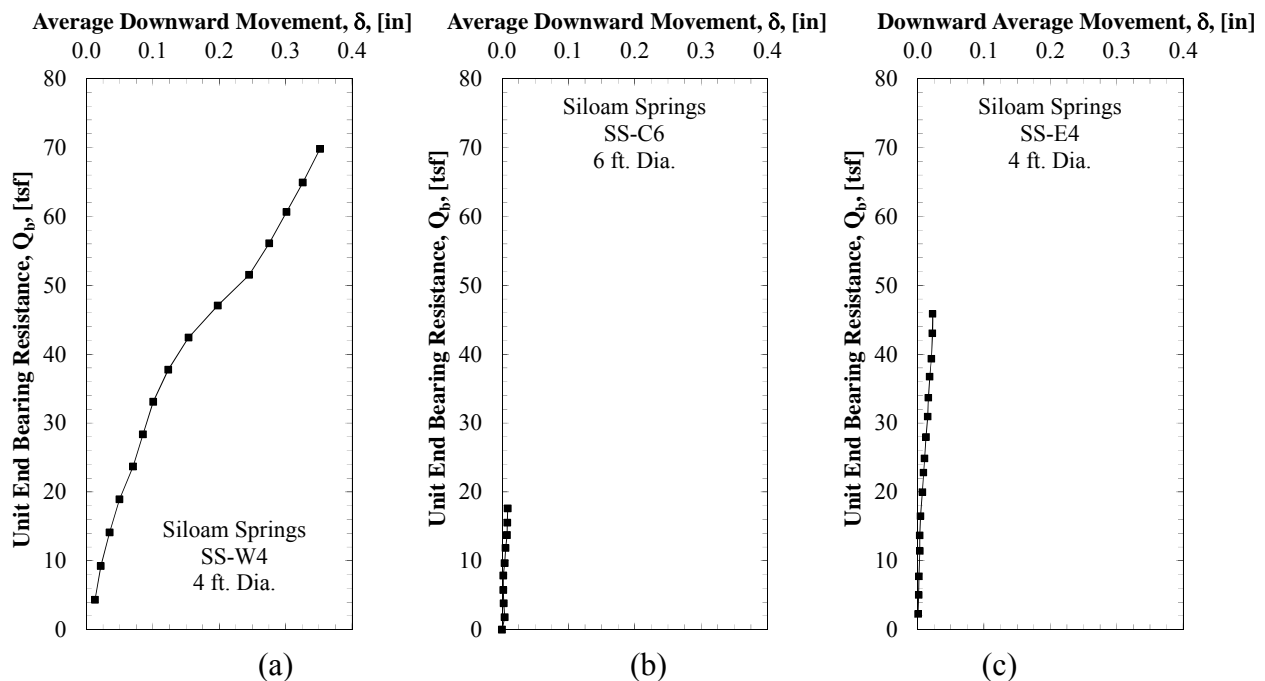 Average Downward Movement, δ, [in]
0.0 0.1 0.2 0.3 0.4
80
70
60
50
40
30
20
10
0
Unit End Bearing Resistance, Q_b, [tsf]
Siloam Springs
SS-W4
4 ft. Dia.
(a)
Average Downward Movement, δ, [in]
0.0 0.1 0.2 0.3 0.4
80
70
60
50
40
30
20
10
0
Unit End Bearing Resistance, Q_b, [tsf]
Siloam Springs
SS-C6
6 ft. Dia.
(b)
Downward Average Movement, δ, [in]
0.0 0.1 0.2 0.3 0.4
80
70
60
50
40
30
20
10
0
Unit End Bearing Resistance, Q_b, [tsf]
Siloam Springs
SS-E4
4 ft. Dia.
(c)